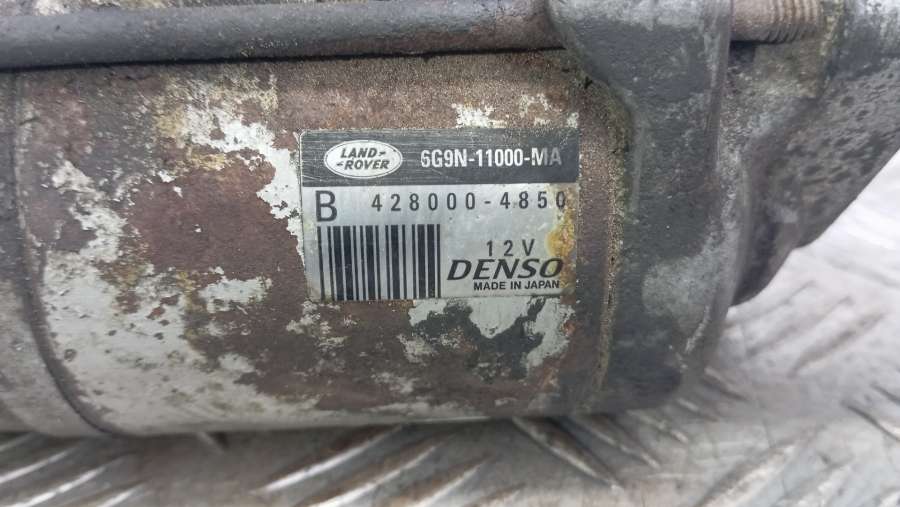 LAND-
-ROVER
6G9N-11000-MA
B 428000-4850
12V
DENSO
MADE IN JAPAN